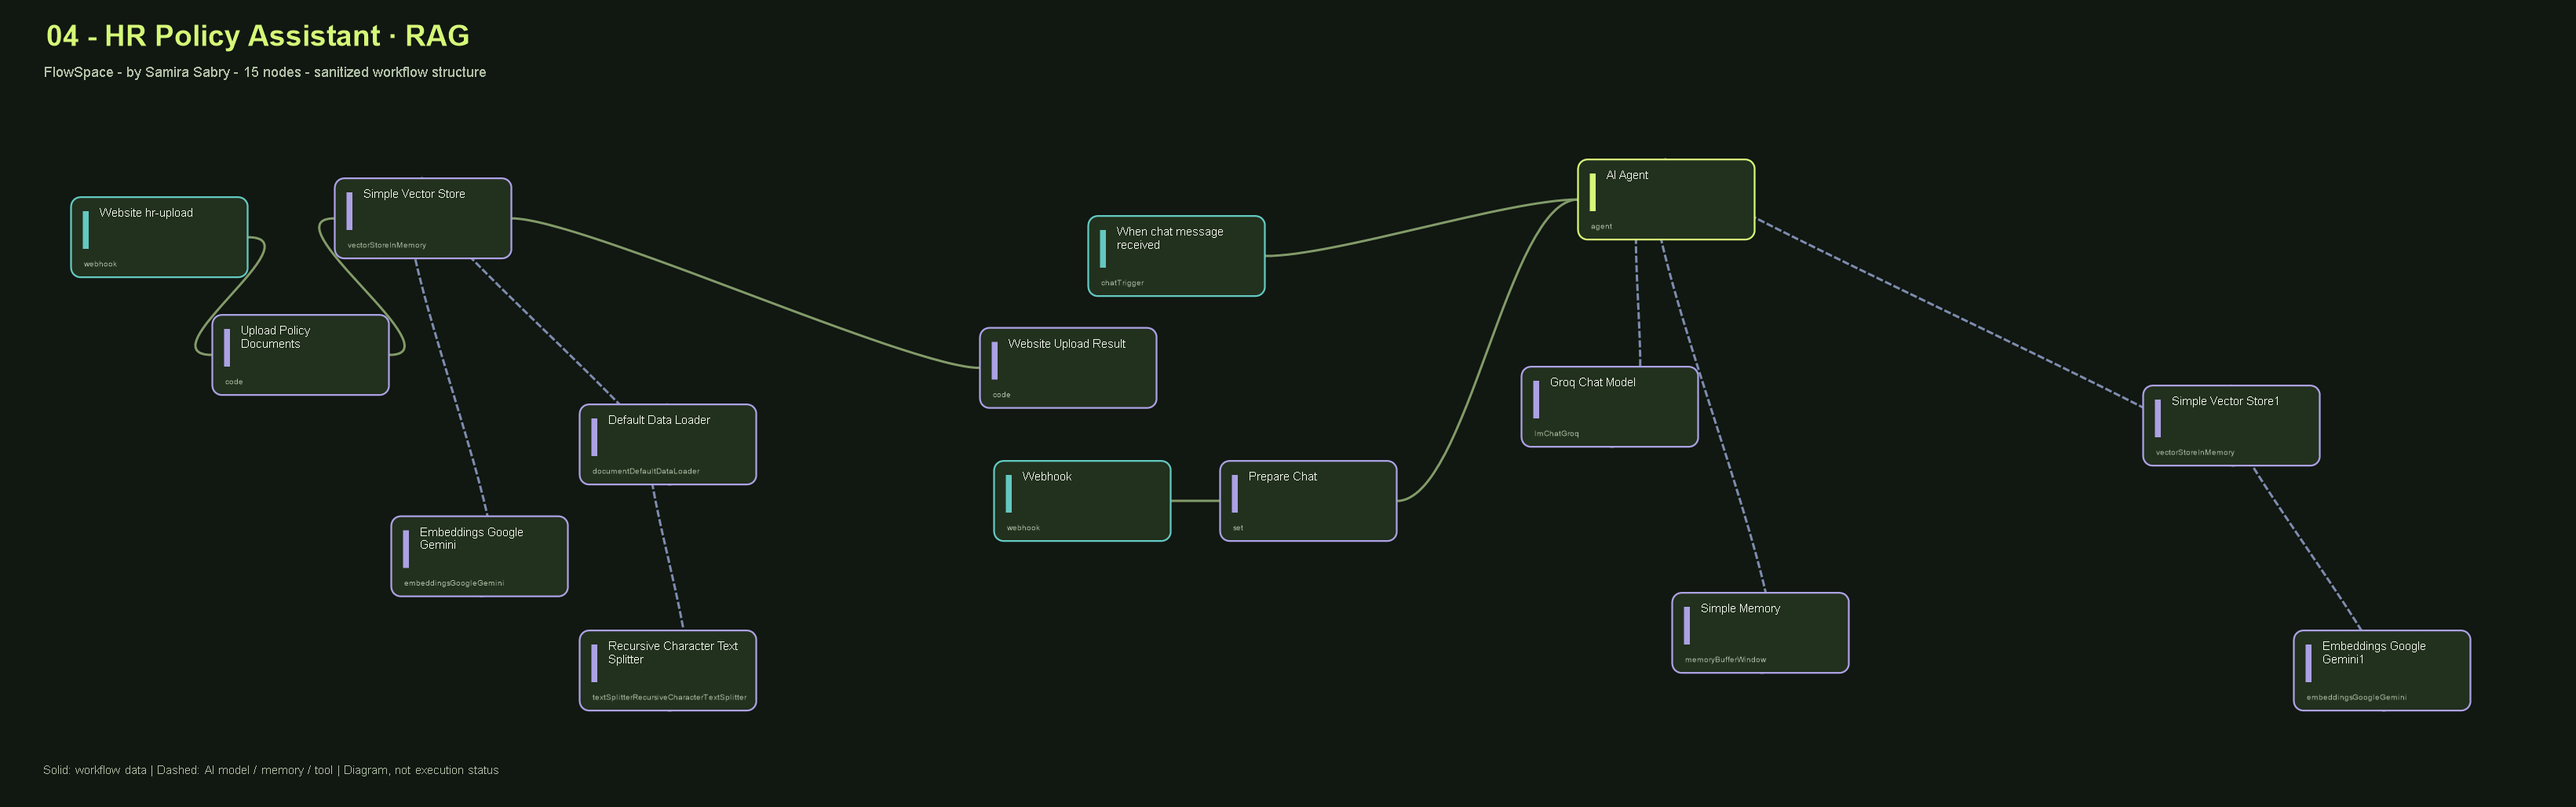 04 - HR Policy Assistant · RAG
FlowSpace - by Samira Sabry - 15 nodes - sanitized workflow structure
Website hr-upload
webhook
Simple Vector Store
vectorStoreInMemory
Upload Policy
Documents
code
Embeddings Google
Gemini
embeddingsGoogleGemini
Default Data Loader
documentDefaultDataLoader
Recursive Character Text
Splitter
textSplitterRecursiveCharacterTextSplitter
Website Upload Result
code
When chat message
received
chatTrigger
Webhook
webhook
Prepare Chat
set
AI Agent
agent
Groq Chat Model
lmChatGroq
Simple Memory
memoryBufferWindow
Simple Vector Store1
vectorStoreInMemory
Embeddings Google
Gemini1
embeddingsGoogleGemini
Solid: workflow data | Dashed: AI model / memory / tool | Diagram, not execution status